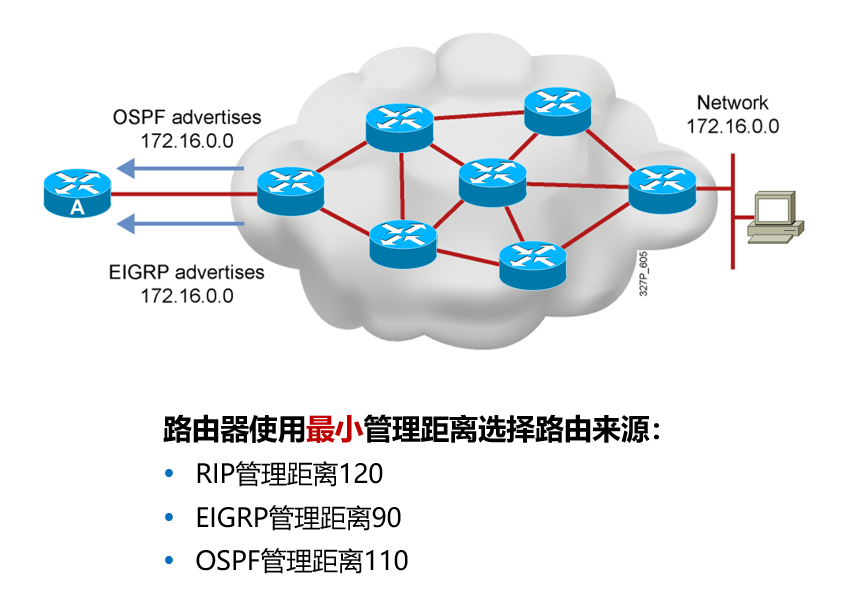 OSPF advertises
172.16.0.0
Network
172.16.0.0
A
EIGRP advertises
172.16.0.0
327P_605
路由器使用最小管理距离选择路由来源：
• RIP管理距离120
• EIGRP管理距离90
• OSPF管理距离110